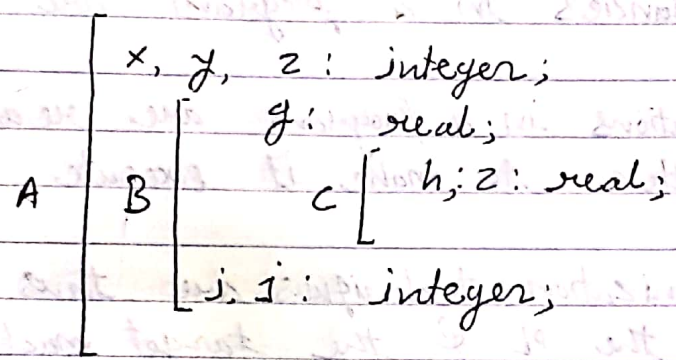 x, y, z : integer;
g : real;
A B C h, z : real;
i, j : integer;